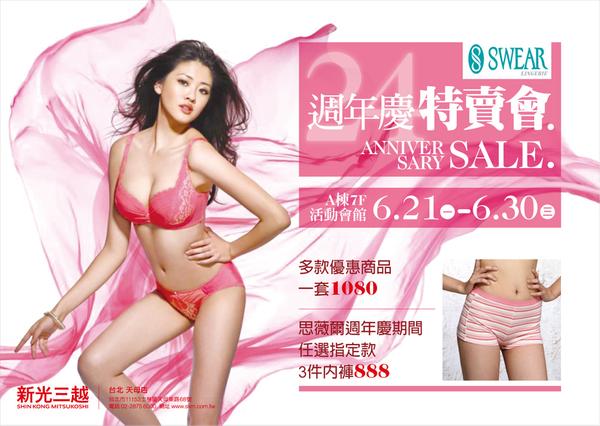 SWEAR
LINGERIE
24
週年慶特賣會.
ANNIVER
SARY SALE.
A棟7F
活動會館 6.21㊀-6.30㊂
多款優惠商品
一套1080
思薇爾週年慶期間
任選指定款
3件内褲888
新光三越
SHIN KONG MITSUKOSHI
台北 天母店